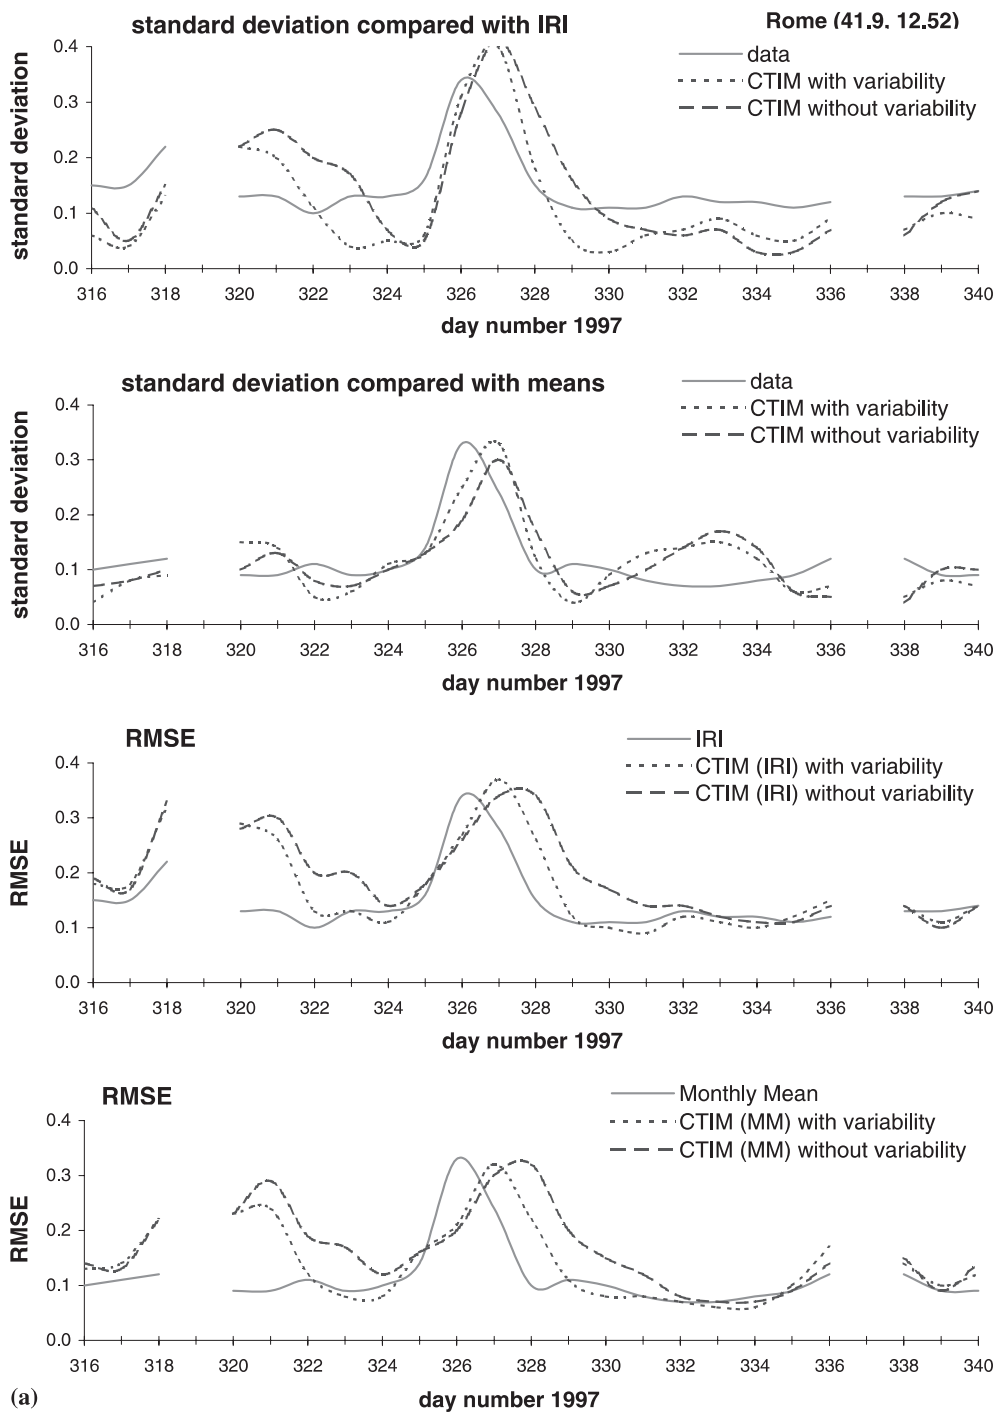 standard deviation compared with IRI
Rome (41.9, 12.52)
data
CTIM with variability
CTIM without variability
standard deviation
0.4
0.3
0.2
0.1
0.0
316 318 320 322 324 326 328 330 332 334 336 338 340
day number 1997
standard deviation compared with means
data
CTIM with variability
CTIM without variability
standard deviation
0.4
0.3
0.2
0.1
0.0
316 318 320 322 324 326 328 330 332 334 336 338 340
day number 1997
RMSE
IRI
CTIM (IRI) with variability
CTIM (IRI) without variability
RMSE
0.4
0.3
0.2
0.1
0.0
316 318 320 322 324 326 328 330 332 334 336 338 340
day number 1997
RMSE
Monthly Mean
CTIM (MM) with variability
CTIM (MM) without variability
RMSE
0.4
0.3
0.2
0.1
0.0
316 318 320 322 324 326 328 330 332 334 336 338 340
(a)
day number 1997